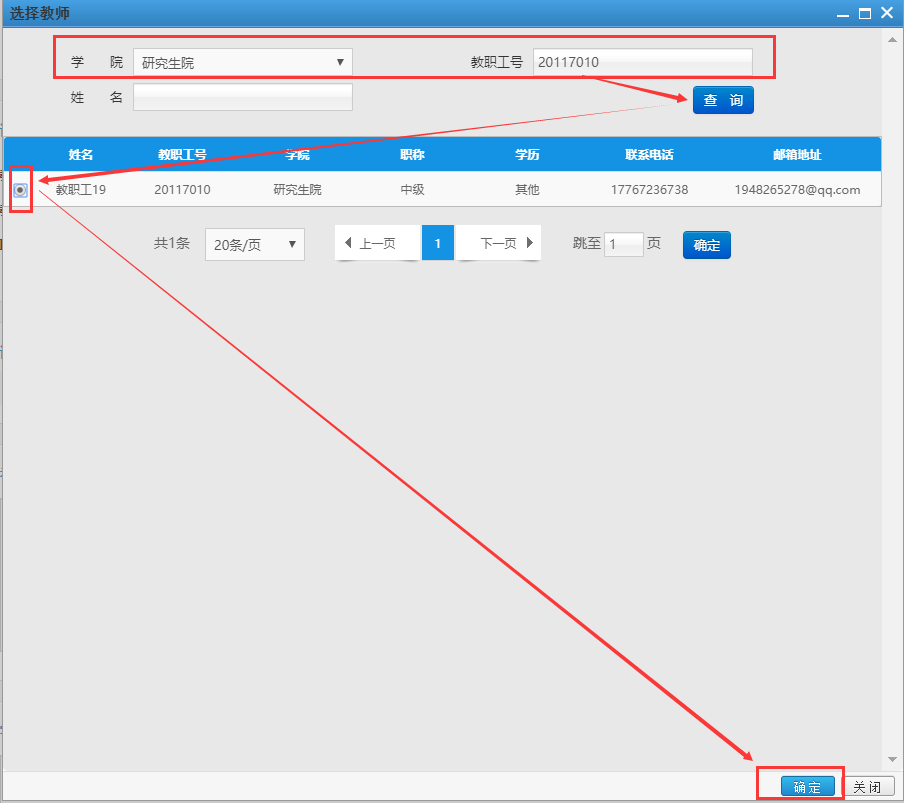 选择教师
学 院 研究生院 教职工号 20117010
姓 名 查 询
姓名 教职工号 学院 职称 学历 联系电话 邮箱地址
教职工19 20117010 研究生院 中级 其他 17767236738 1948265278@qq.com
共1条 20条/页 上一页 1 下一页 跳至 1 页 确定
确定 关闭